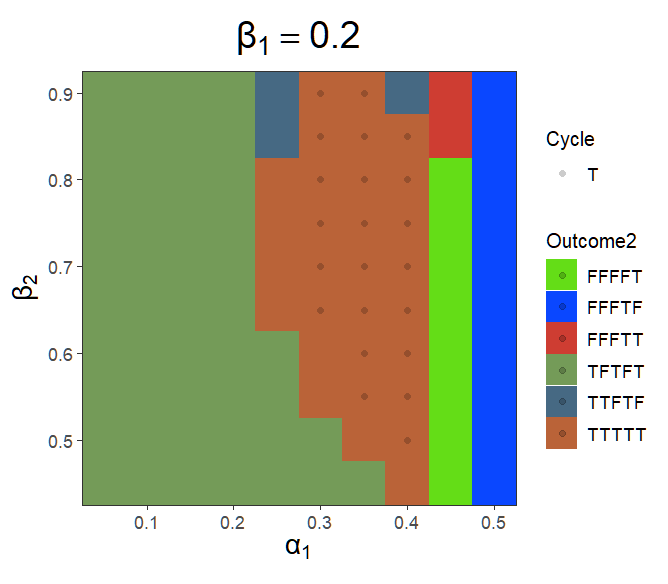 β₁ = 0.2
0.9
0.8
0.7
0.6
0.5
β₂
0.1 0.2 0.3 0.4 0.5
α₁
Cycle
T
Outcome2
FFFFT
FFFTF
FFFTT
TFTFT
TTFTF
TTTTT